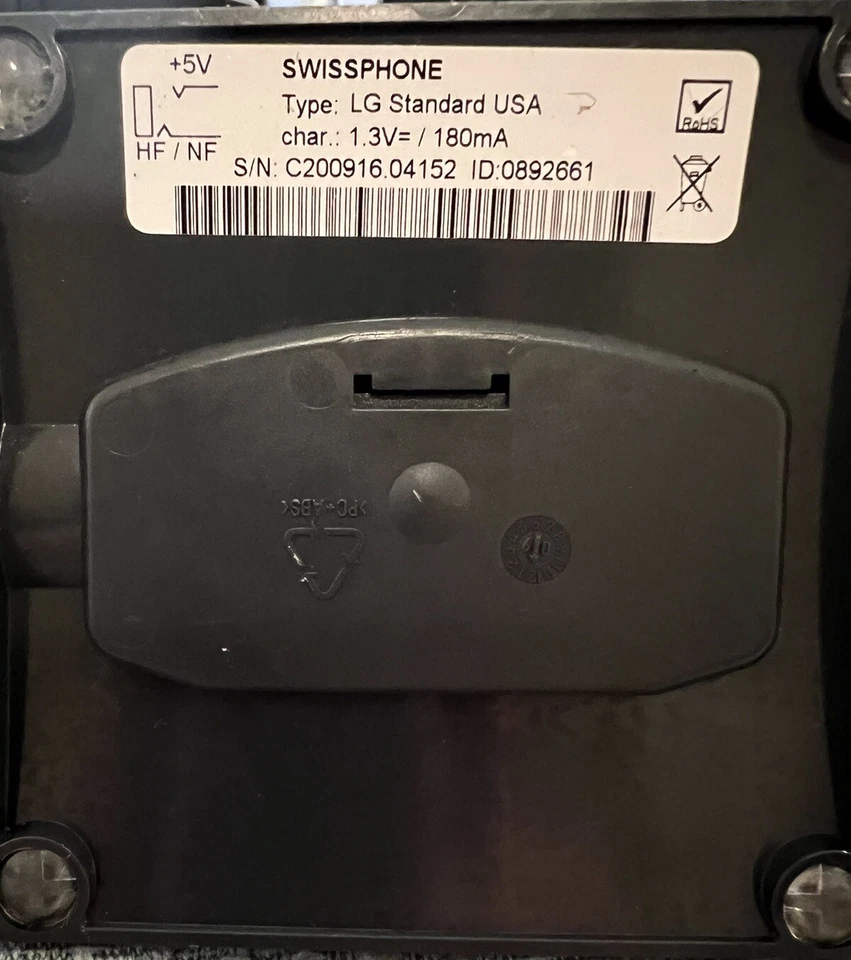 +5V
HF / NF
SWISSPHONE
Type: LG Standard USA
char.: 1.3V= / 180mA
S/N: C200916.04152 ID:0892661
RoHS
>PC+ABS<